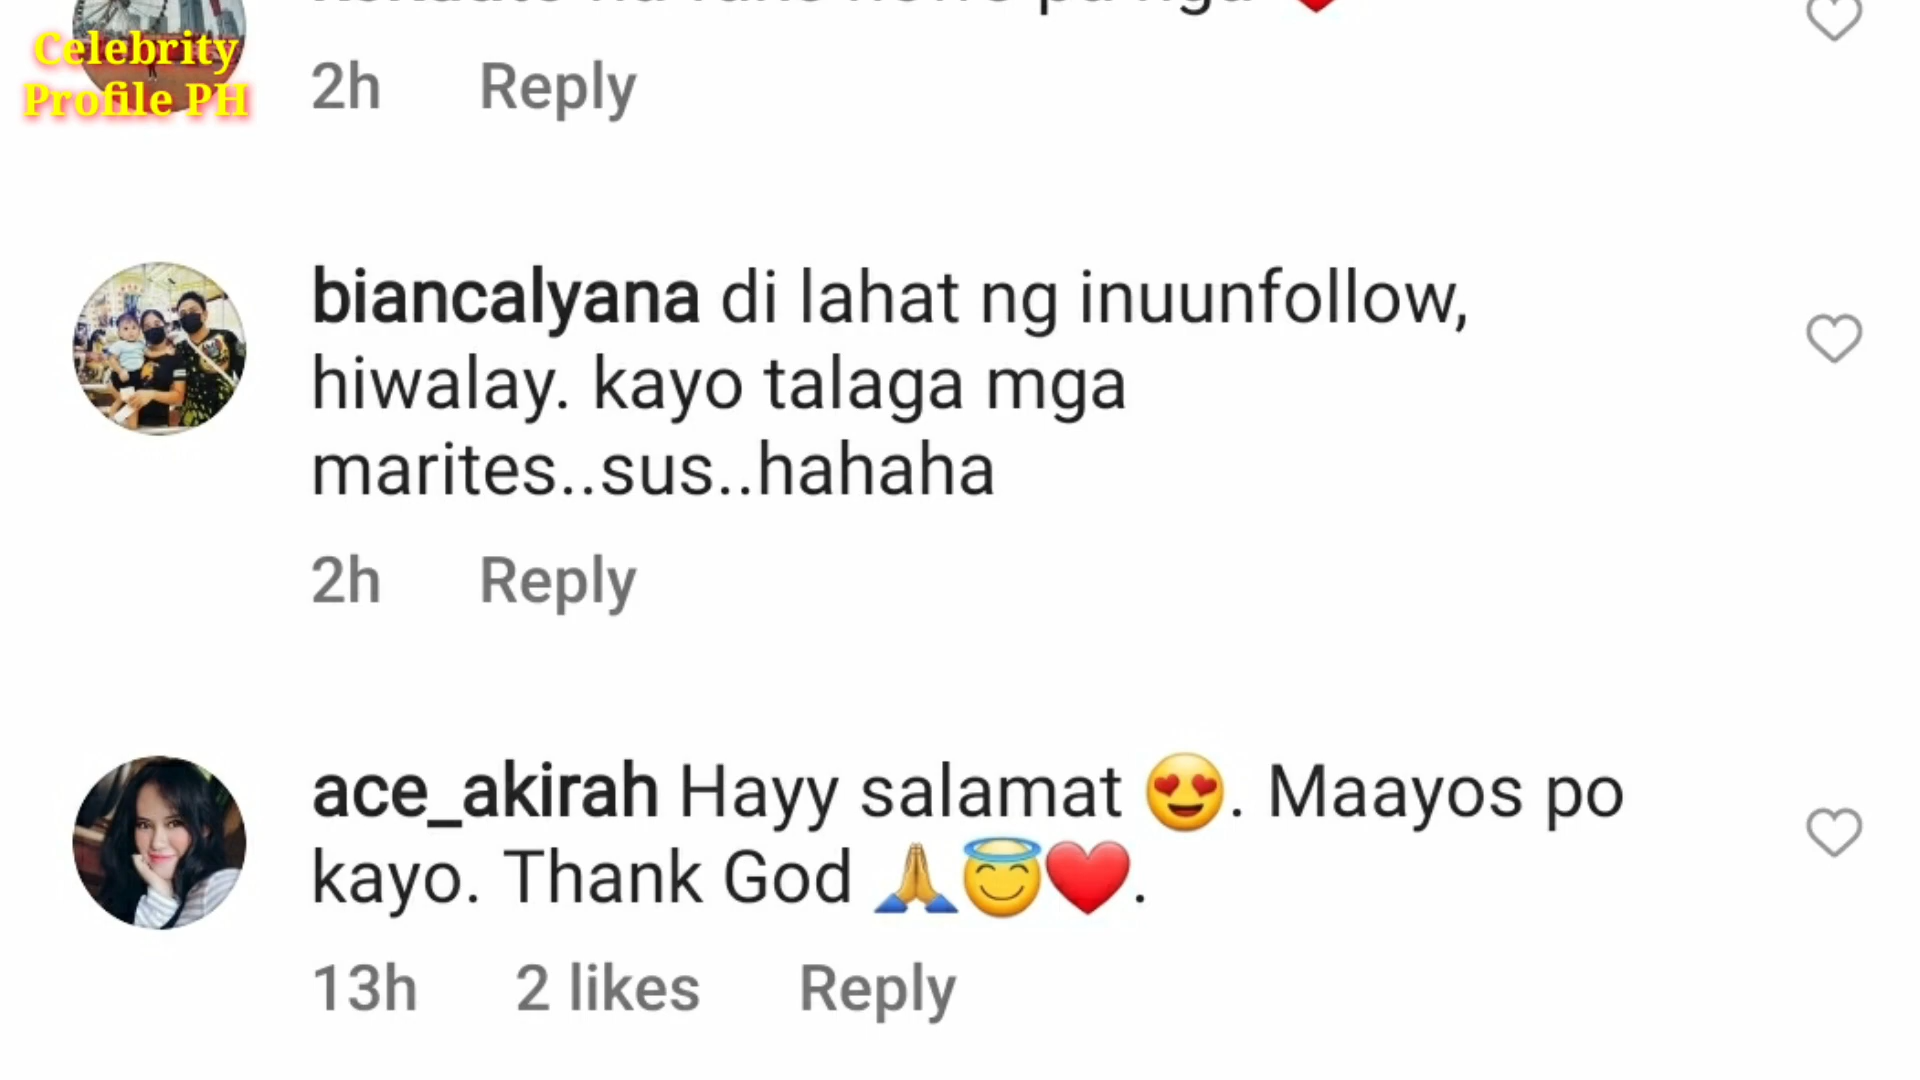 Celebrity
Profile PH
2h Reply
biancalyana di lahat ng inuunfollow,
hiwalay. kayo talaga mga
marites..sus..hahaha
2h Reply
ace_akirah Hayy salamat 😍. Maayos po
kayo. Thank God 🙏😇❤️.
13h 2 likes Reply